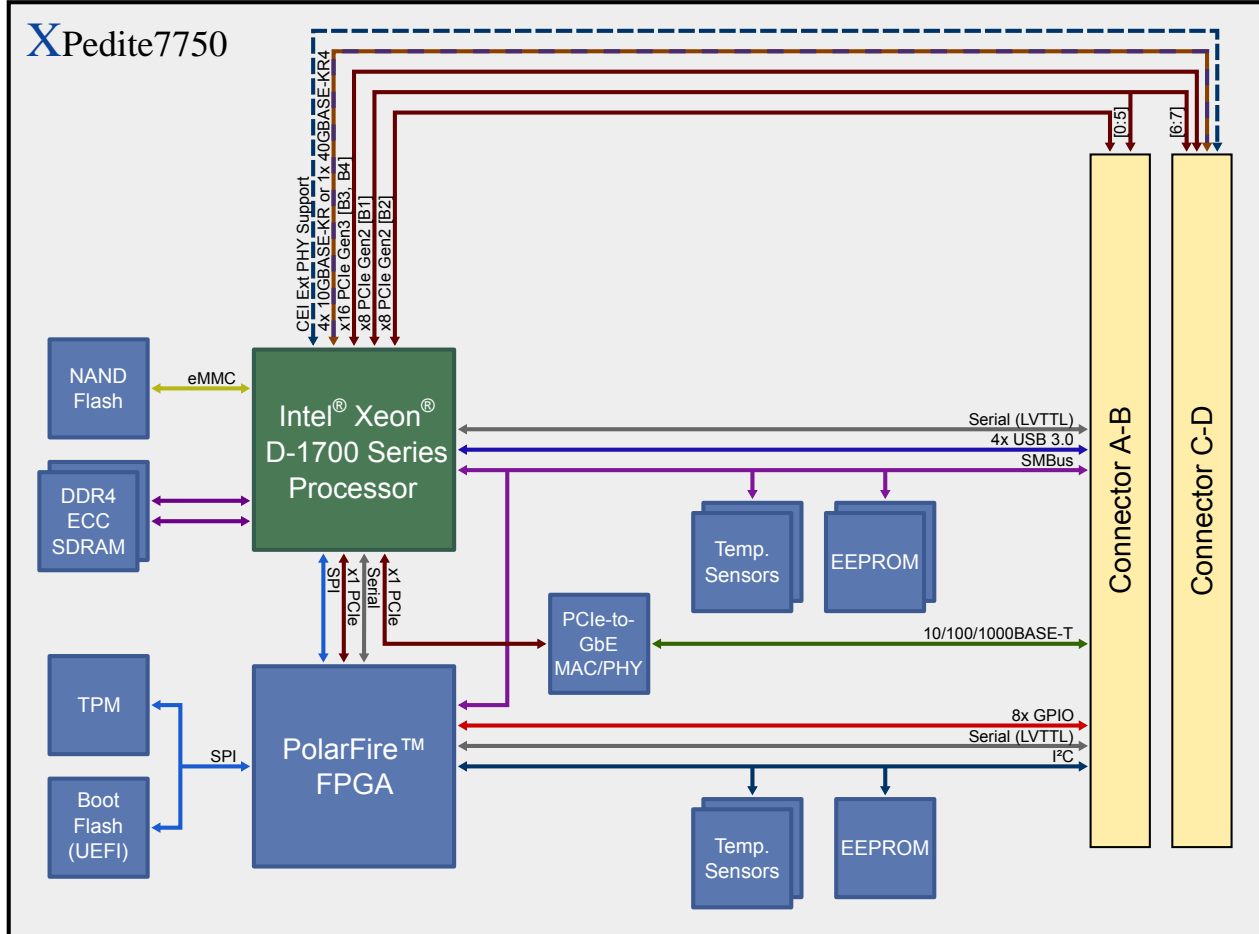 XPedite7750
[0:5]
[6:7]
CEI Ext PHY Support
4x 10GBASE-KR or 1x 40GBASE-KR4
x16 PCIe Gen3 [B3, B4]
x8 PCIe Gen2 [B1]
x8 PCIe Gen2 [B2]
NAND
Flash
eMMC
Intel® Xeon®
D-1700 Series
Processor
DDR4
ECC
SDRAM
Serial (LVTTL)
4x USB 3.0
SMBus
Temp.
Sensors
EEPROM
Connector A-B
Connector C-D
SPI
x1 PCIe
Serial
x1 PCIe
PCIe-to-
GbE
MAC/PHY
10/100/1000BASE-T
TPM
SPI
Boot
Flash
(UEFI)
PolarFire™
FPGA
8x GPIO
Serial (LVTTL)
I²C
Temp.
Sensors
EEPROM